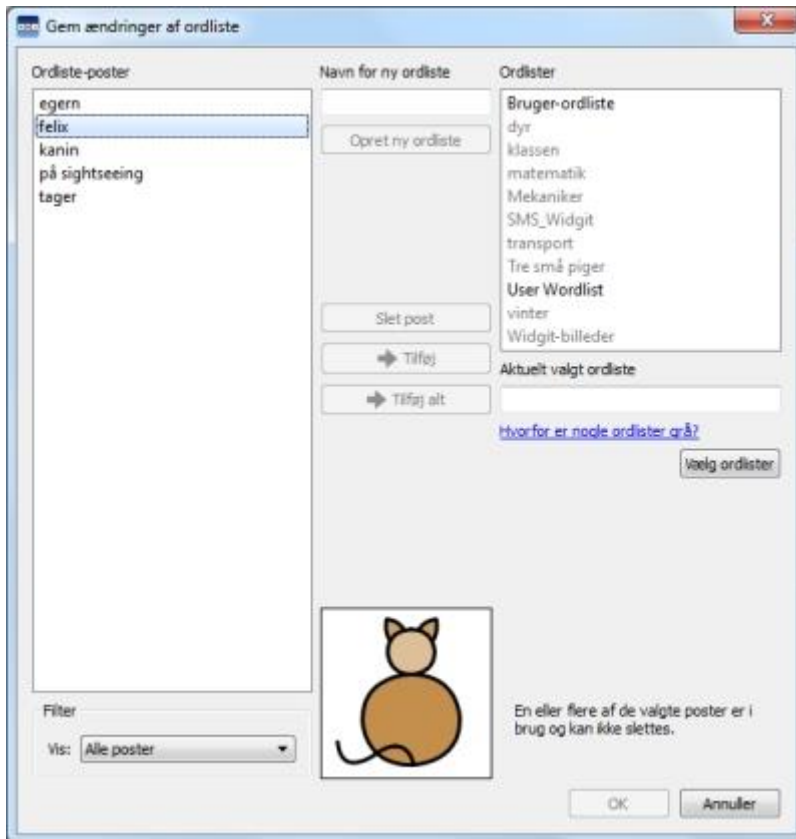 Gem ændringer af ordliste
Ordliste-poster
egern
felix
kanin
på sightseeing
tager
Filter
Vis: Alle poster
Navn for ny ordliste
Opret ny ordliste
Slet post
Tilføj
Tilføj alt
Ordlister
Bruger-ordliste
dyr
klassen
matematik
Mekaniker
SMS_Widgit
transport
Tre små piger
User Wordlist
vinter
Widgit-billeder
Aktuelt valgt ordliste
Hvorfor er nogle ordlister grå?
Vælg ordlister
En eller flere af de valgte poster er i
brug og kan ikke slettes.
OK
Annuller